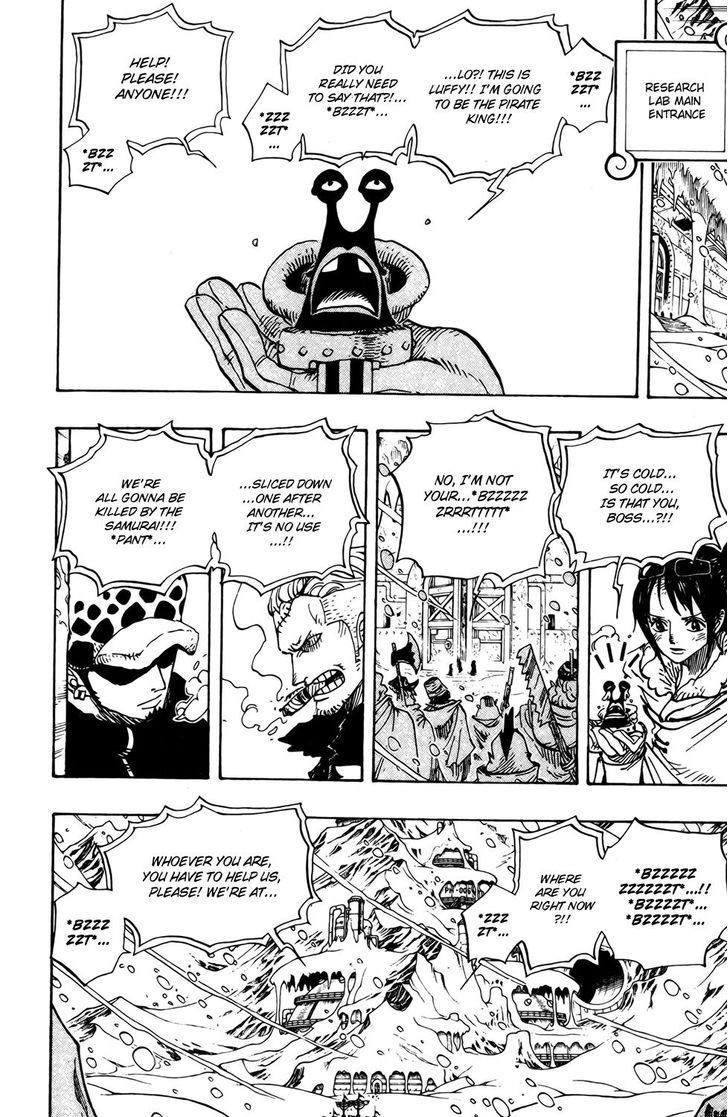 RESEARCH
LAB MAIN
ENTRANCE
*BZZ
ZZT*
...
...LO?! THIS IS
LUFFY!! I'M GOING
TO BE THE PIRATE
KING!!!
DID YOU
REALLY NEED
TO SAY THAT?!...
*BZZZT*...
*ZZZ
ZZT*
...
HELP!
PLEASE!
ANYONE!!!
*BZZ
ZT*...
IT'S COLD...
SO COLD...
IS THAT YOU,
BOSS...?!!
NO, I'M NOT
YOUR...*BZZZZZ
ZRRRTTTTT*
...!!!
...SLICED DOWN
...ONE AFTER
ANOTHER...
IT'S NO USE
...!!
WE'RE
ALL GONNA BE
KILLED BY THE
SAMURAI!!!
*PANT*...
*BZZZZZ
ZZZZZZT*...!!
*BZZZZT*...
*BZZZZT*...
WHERE
ARE YOU
RIGHT NOW
?!!
*ZZZ
ZZT*...
WHOEVER YOU ARE,
YOU HAVE TO HELP US,
PLEASE! WE'RE AT...
*BZZZ
ZZT*...